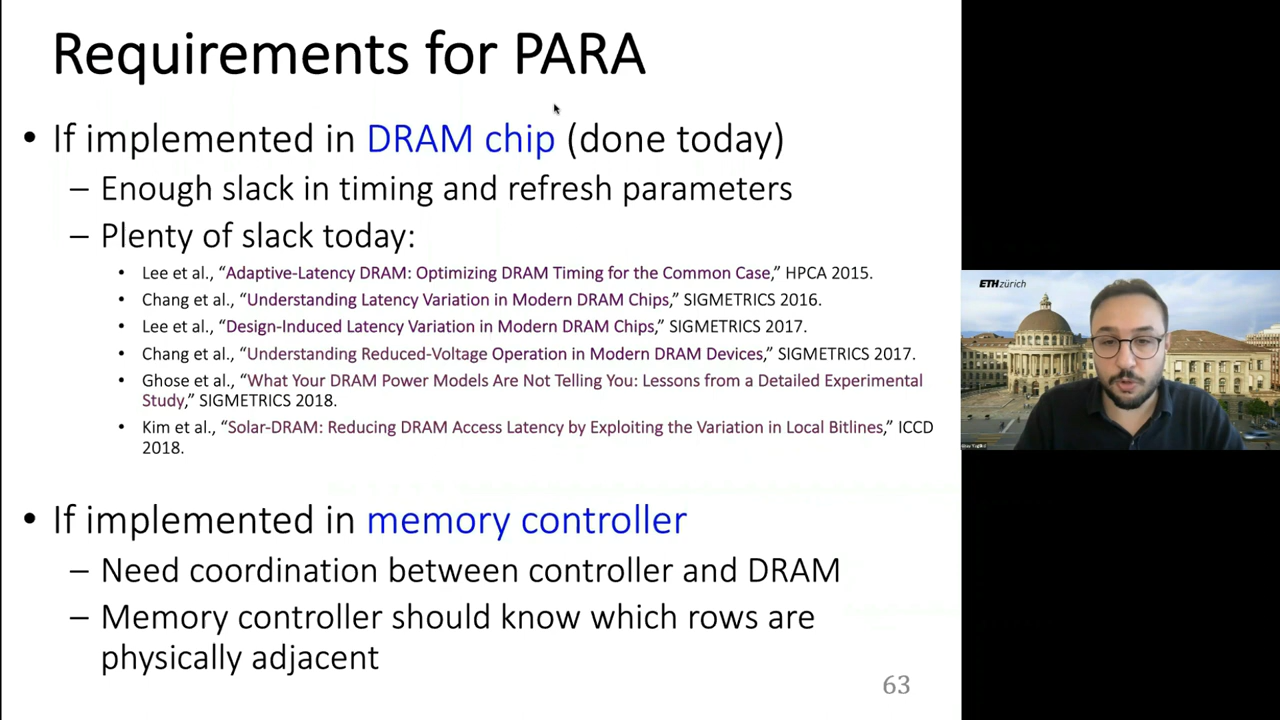 Requirements for PARA
• If implemented in DRAM chip (done today)
– Enough slack in timing and refresh parameters
– Plenty of slack today:
• Lee et al., “Adaptive-Latency DRAM: Optimizing DRAM Timing for the Common Case,” HPCA 2015.
• Chang et al., “Understanding Latency Variation in Modern DRAM Chips,” SIGMETRICS 2016.
• Lee et al., “Design-Induced Latency Variation in Modern DRAM Chips,” SIGMETRICS 2017.
• Chang et al., “Understanding Reduced-Voltage Operation in Modern DRAM Devices,” SIGMETRICS 2017.
• Ghose et al., “What Your DRAM Power Models Are Not Telling You: Lessons from a Detailed Experimental
Study,” SIGMETRICS 2018.
• Kim et al., “Solar-DRAM: Reducing DRAM Access Latency by Exploiting the Variation in Local Bitlines,” ICCD
2018.
• If implemented in memory controller
– Need coordination between controller and DRAM
– Memory controller should know which rows are
physically adjacent
63
ETH zürich